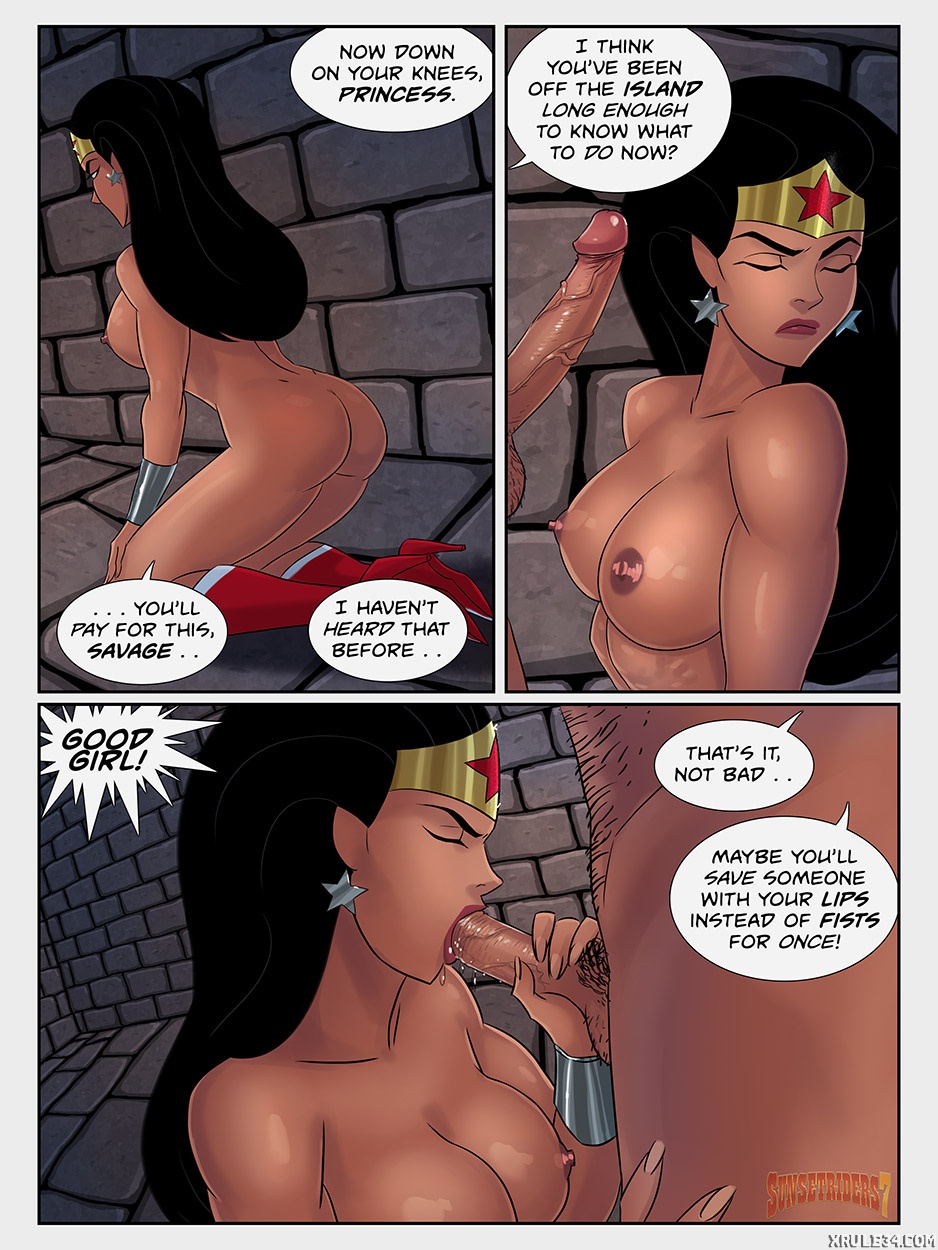 NOW DOWN
ON YOUR KNEES,
PRINCESS.
. . . YOU'LL
PAY FOR THIS,
SAVAGE . .
I HAVEN'T
HEARD THAT
BEFORE . .
I THINK
YOU'VE BEEN
OFF THE ISLAND
LONG ENOUGH
TO KNOW WHAT
TO DO NOW?
GOOD
GIRL!
THAT'S IT,
NOT BAD . .
MAYBE YOU'LL
SAVE SOMEONE
WITH YOUR LIPS
INSTEAD OF FISTS
FOR ONCE!
SUNSETRIDERS7
XRULE34.COM